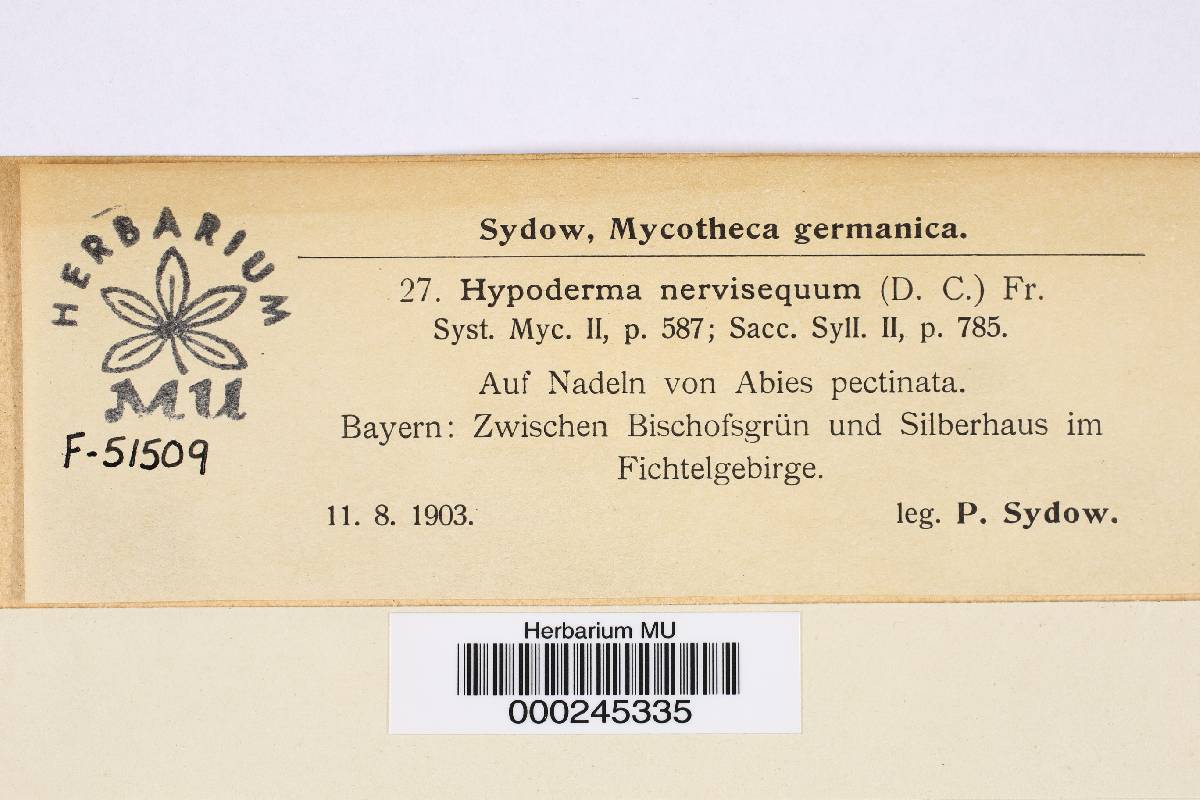 HERBARIUM
MU
F-51509
Sydow, Mycotheca germanica.
27. Hypoderma nervisequum (D. C.) Fr.
Syst. Myc. II, p. 587; Sacc. Syll. II, p. 785.
Auf Nadeln von Abies pectinata.
Bayern: Zwischen Bischofsgrün und Silberhaus im
Fichtelgebirge.
11. 8. 1903. leg. P. Sydow.
Herbarium MU
000245335